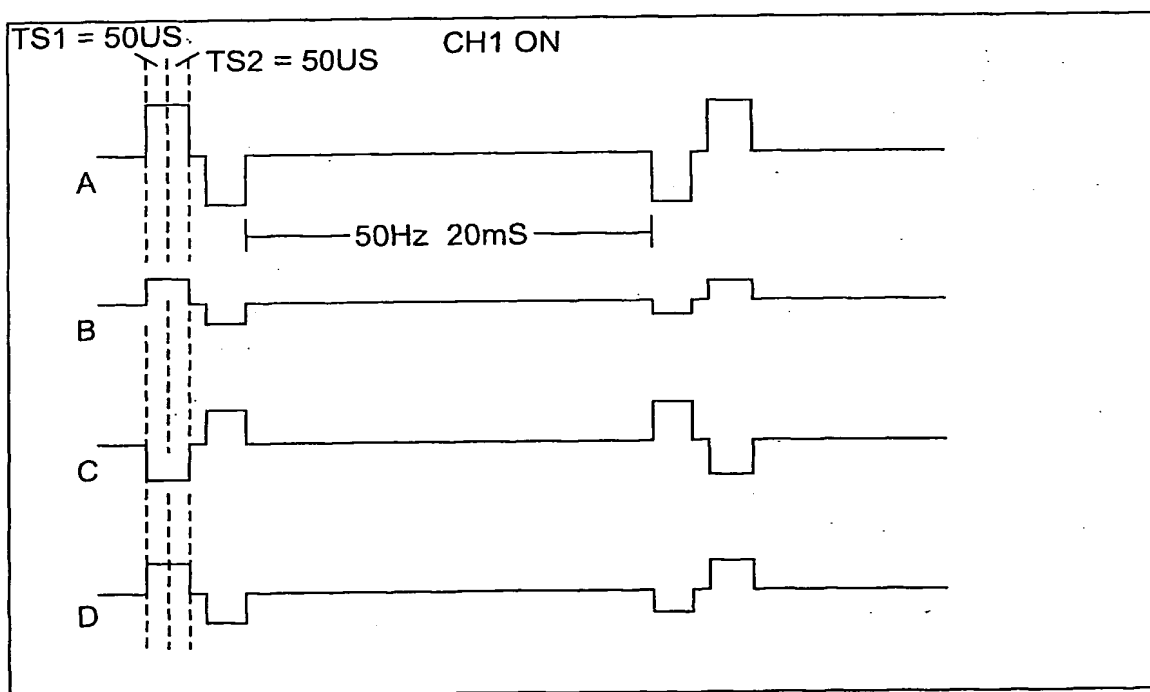 TS1 = 50US
CH1 ON
TS2 = 50US
A
50Hz 20mS
B
C
D